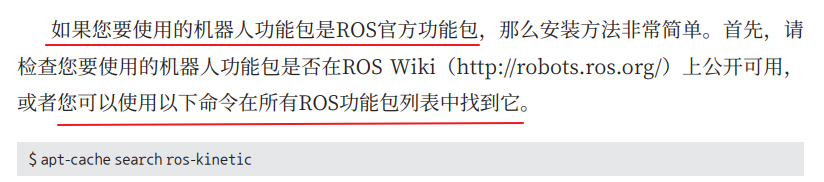 如果您要使用的机器人功能包是ROS官方功能包，那么安装方法非常简单。首先，请
检查您要使用的机器人功能包是否在ROS Wiki（http://robots.ros.org/）上公开可用，
或者您可以使用以下命令在所有ROS功能包列表中找到它。
$ apt-cache search ros-kinetic